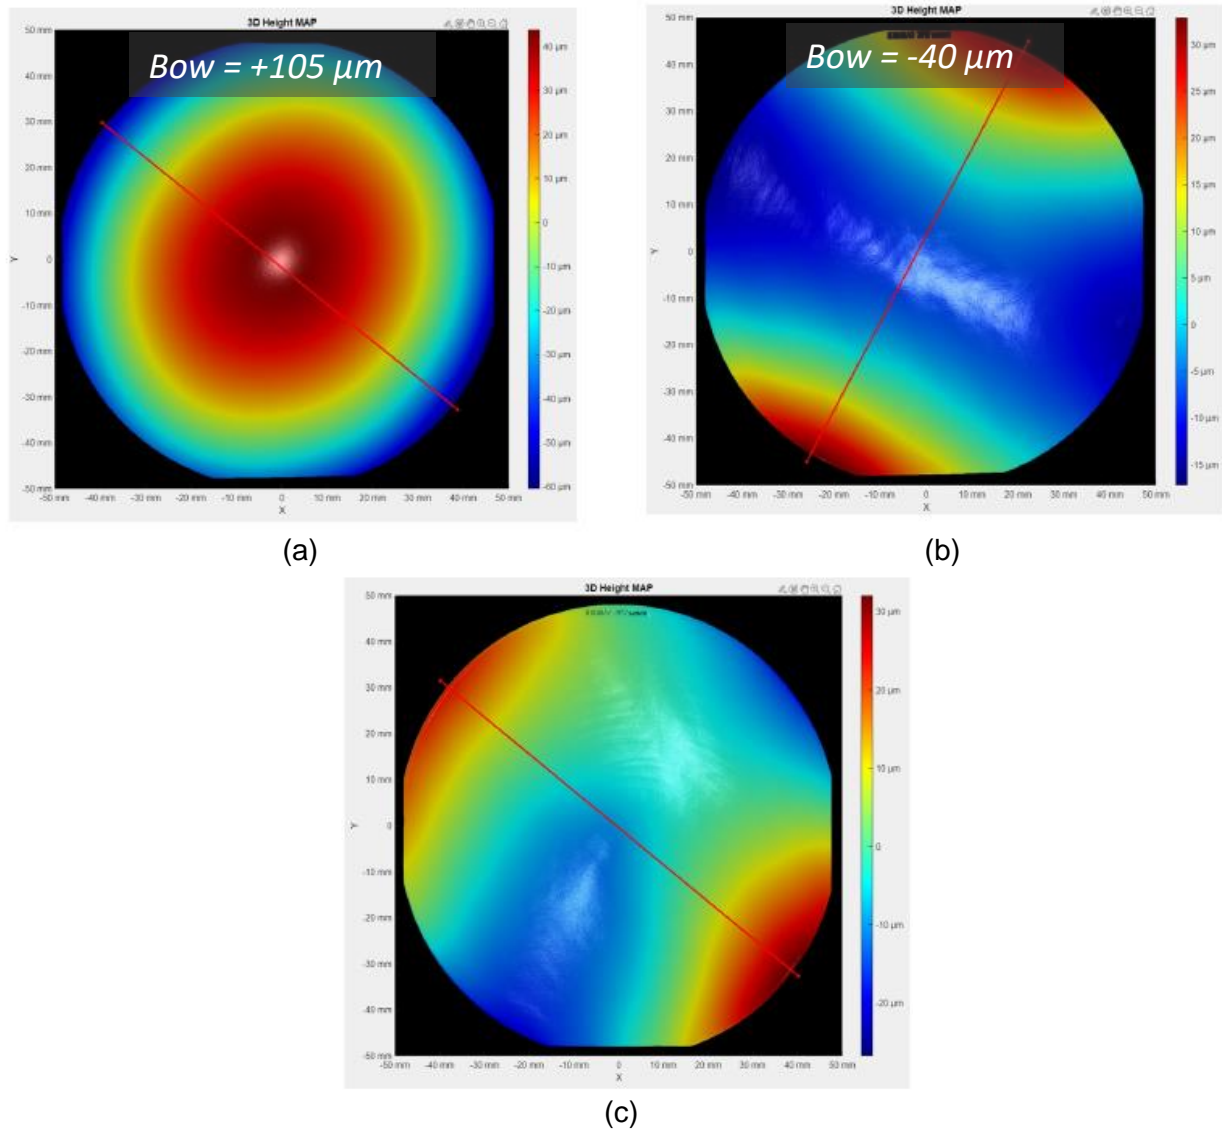 3D Height MAP
Bow = +105 µm
50 mm
40 mm
30 mm
20 mm
10 mm
0
-10 mm
-20 mm
-30 mm
-40 mm
-50 mm
Y
-50 mm -40 mm -30 mm -20 mm -10 mm 0 10 mm 20 mm 30 mm 40 mm 50 mm
X
40 µm
30 µm
20 µm
10 µm
0
-10 µm
-20 µm
-30 µm
-40 µm
-50 µm
-60 µm
(a)
3D Height MAP
Bow = -40 µm
50 mm
40 mm
30 mm
20 mm
10 mm
0
-10 mm
-20 mm
-30 mm
-40 mm
-50 mm
Y
-50 mm -40 mm -30 mm -20 mm -10 mm 0 10 mm 20 mm 30 mm 40 mm 50 mm
X
30 µm
25 µm
20 µm
15 µm
10 µm
5 µm
0
-5 µm
-10 µm
-15 µm
(b)
3D Height MAP
50 mm
40 mm
30 mm
20 mm
10 mm
0
-10 mm
-20 mm
-30 mm
-40 mm
-50 mm
Y
-50 mm -40 mm -30 mm -20 mm -10 mm 0 10 mm 20 mm 30 mm 40 mm 50 mm
X
30 µm
20 µm
10 µm
0
-10 µm
-20 µm
(c)